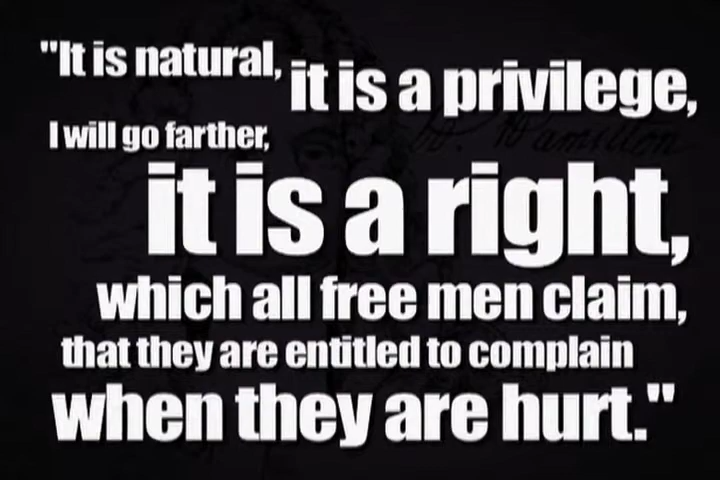 "It is natural, it is a privilege,
I will go farther,
it is a right,
which all free men claim,
that they are entitled to complain
when they are hurt."
Hamilton